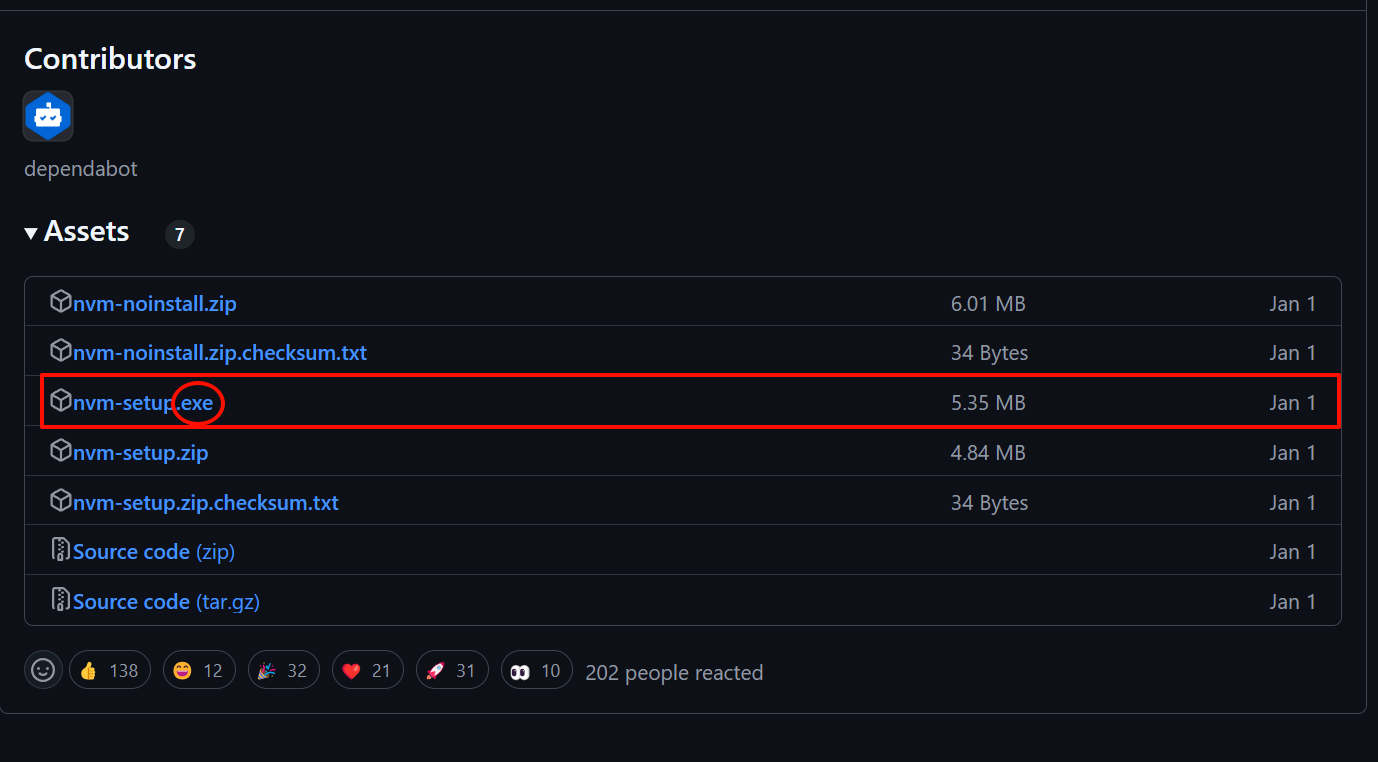 Contributors
dependabot
Assets 7
nvm-noinstall.zip 6.01 MB Jan 1
nvm-noinstall.zip.checksum.txt 34 Bytes Jan 1
nvm-setup.exe 5.35 MB Jan 1
nvm-setup.zip 4.84 MB Jan 1
nvm-setup.zip.checksum.txt 34 Bytes Jan 1
Source code (zip) Jan 1
Source code (tar.gz) Jan 1
138 12 32 21 31 10 202 people reacted